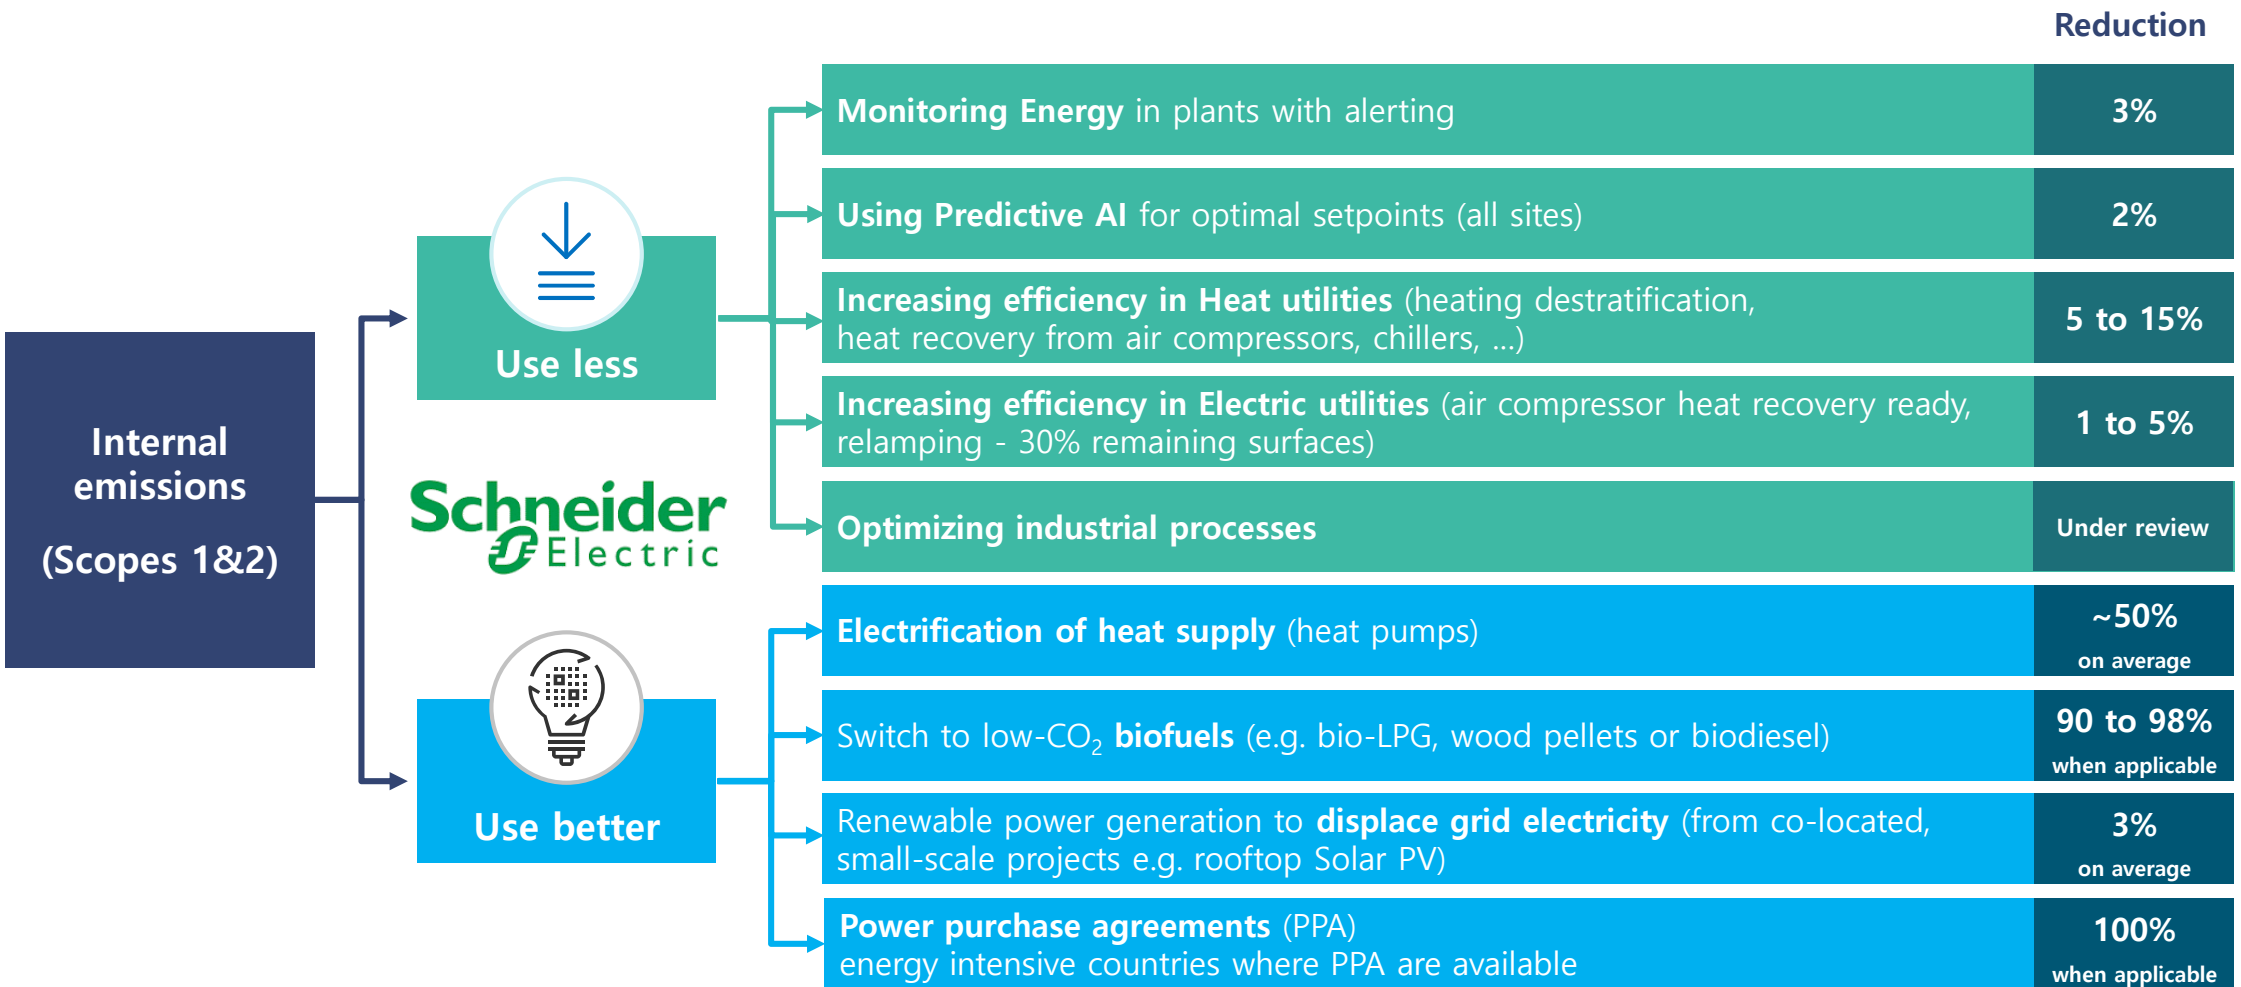 Reduction
Internal
emissions
(Scopes 1&2)
Use less
Monitoring Energy in plants with alerting
3%
Using Predictive AI for optimal setpoints (all sites)
2%
Increasing efficiency in Heat utilities (heating destratification,
heat recovery from air compressors, chillers, ...)
5 to 15%
Increasing efficiency in Electric utilities (air compressor heat recovery ready,
relamping - 30% remaining surfaces)
1 to 5%
Optimizing industrial processes
Under review
Schneider
Electric
Use better
Electrification of heat supply (heat pumps)
~50%
on average
Switch to low-CO₂ biofuels (e.g. bio-LPG, wood pellets or biodiesel)
90 to 98%
when applicable
Renewable power generation to displace grid electricity (from co-located,
small-scale projects e.g. rooftop Solar PV)
3%
on average
Power purchase agreements (PPA)
energy intensive countries where PPA are available
100%
when applicable